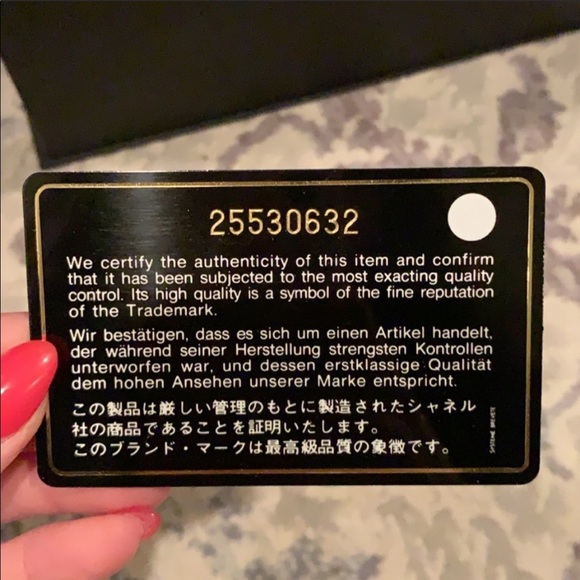 25530632
We certify the authenticity of this item and confirm
that it has been subjected to the most exacting quality
control. Its high quality is a symbol of the fine reputation
of the Trademark.
Wir bestätigen, dass es sich um einen Artikel handelt,
der während seiner Herstellung strengsten Kontrollen
unterworfen war, und dessen erstklassige Qualität
dem hohen Ansehen unserer Marke entspricht.
この製品は厳しい管理のもとに製造されたシャネル
社の商品であることを証明いたします。
このブランド・マークは最高級品質の象徴です。
SYSTEME BREVETE